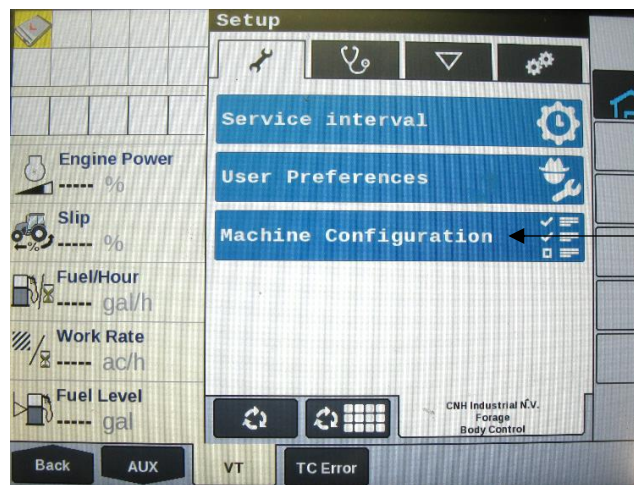 Setup
Service interval
User Preferences
Machine Configuration
Engine Power
----- %
Slip
%
----- %
Fuel/Hour
----- gal/h
Work Rate
----- ac/h
Fuel Level
----- gal
CNH Industrial N.V.
Forage
Body Control
Back
AUX
VT
TC Error